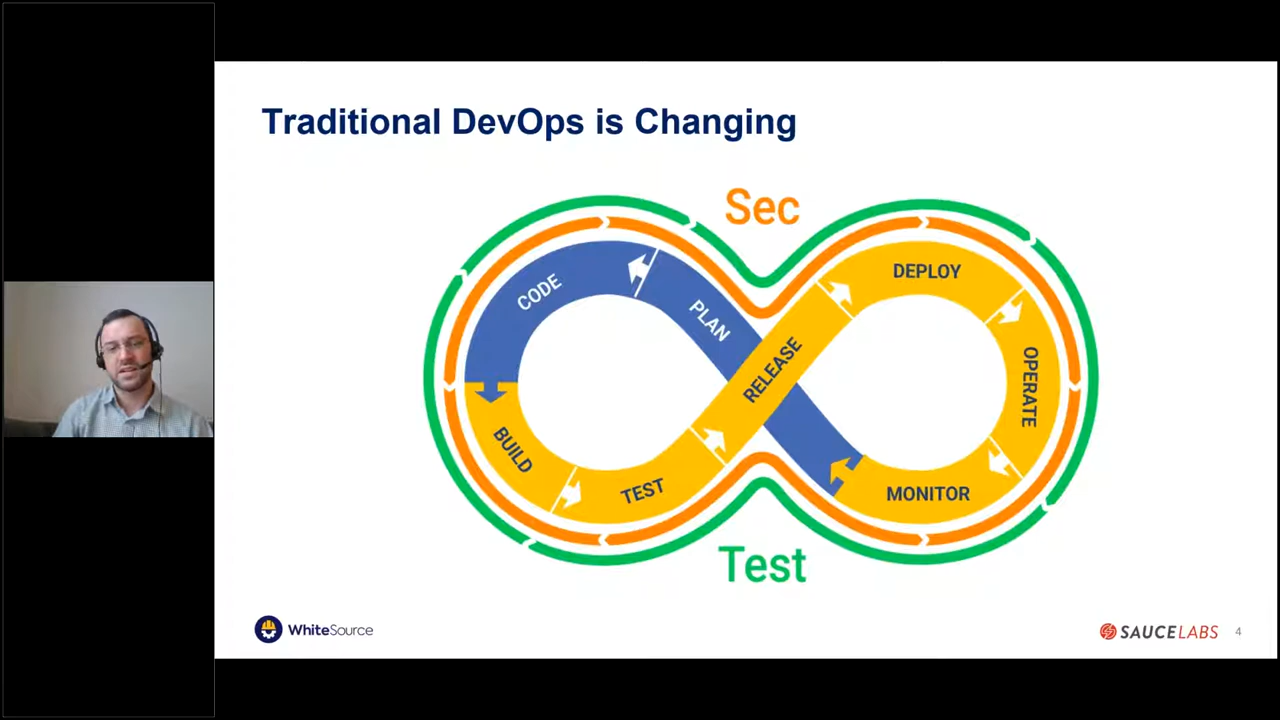 Traditional DevOps is Changing
Sec
CODE
PLAN
DEPLOY
RELEASE
OPERATE
BUILD
TEST
MONITOR
Test
WhiteSource
SAUCELABS
4